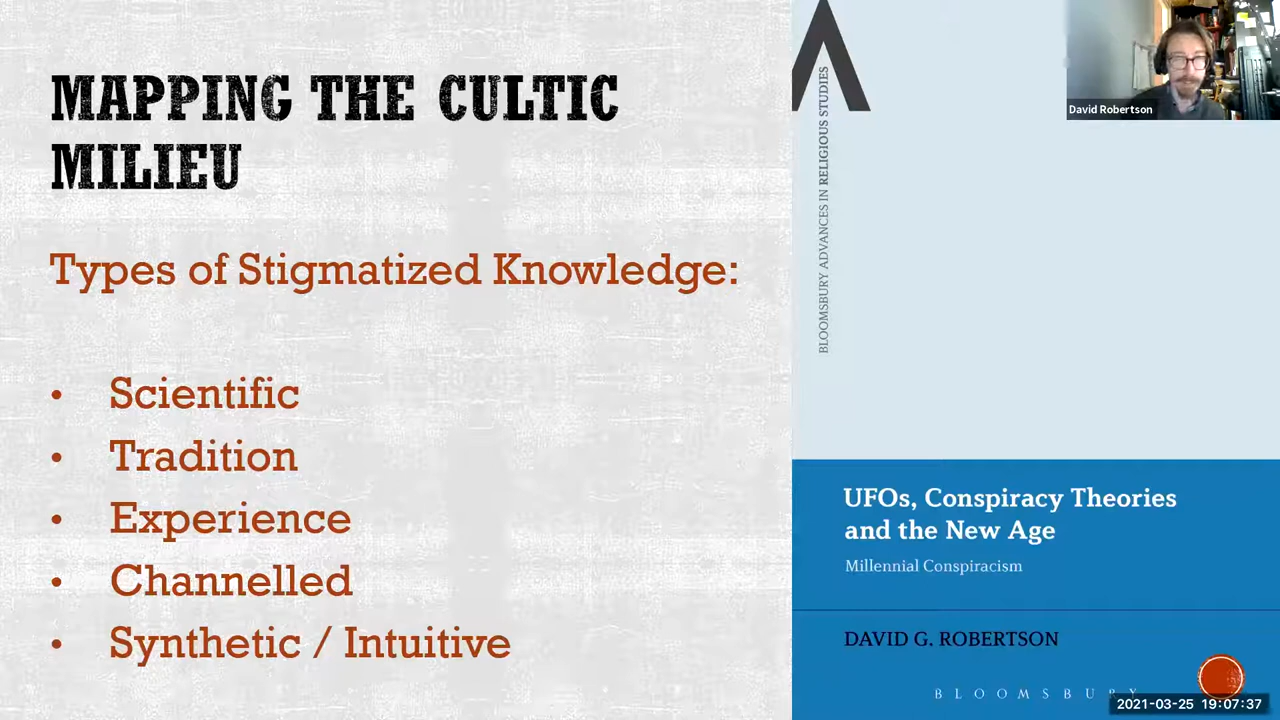 MAPPING THE CULTIC
MILIEU
Types of Stigmatized Knowledge:
• Scientific
• Tradition
• Experience
• Channelled
• Synthetic / Intuitive
BLOOMSBURY ADVANCES IN RELIGIOUS STUDIES
David Robertson
UFOs, Conspiracy Theories
and the New Age
Millennial Conspiracism
DAVID G. ROBERTSON
BLOOMSBURY
2021-03-25 19:07:37